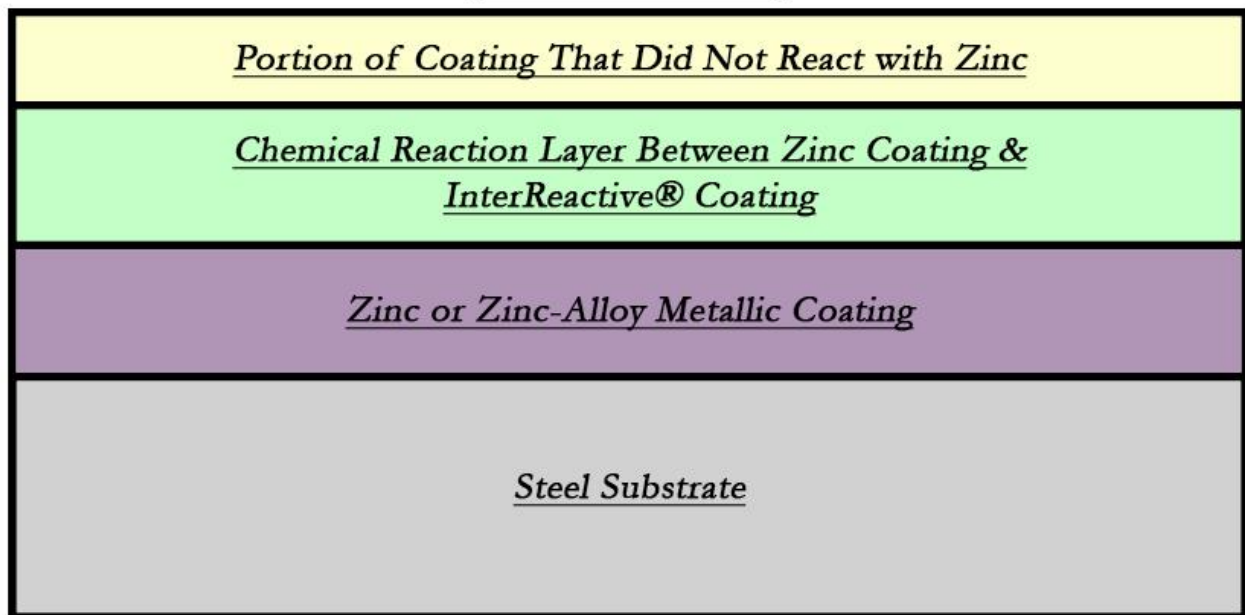 Portion of Coating That Did Not React with Zinc
Chemical Reaction Layer Between Zinc Coating &
InterReactive® Coating
Zinc or Zinc-Alloy Metallic Coating
Steel Substrate